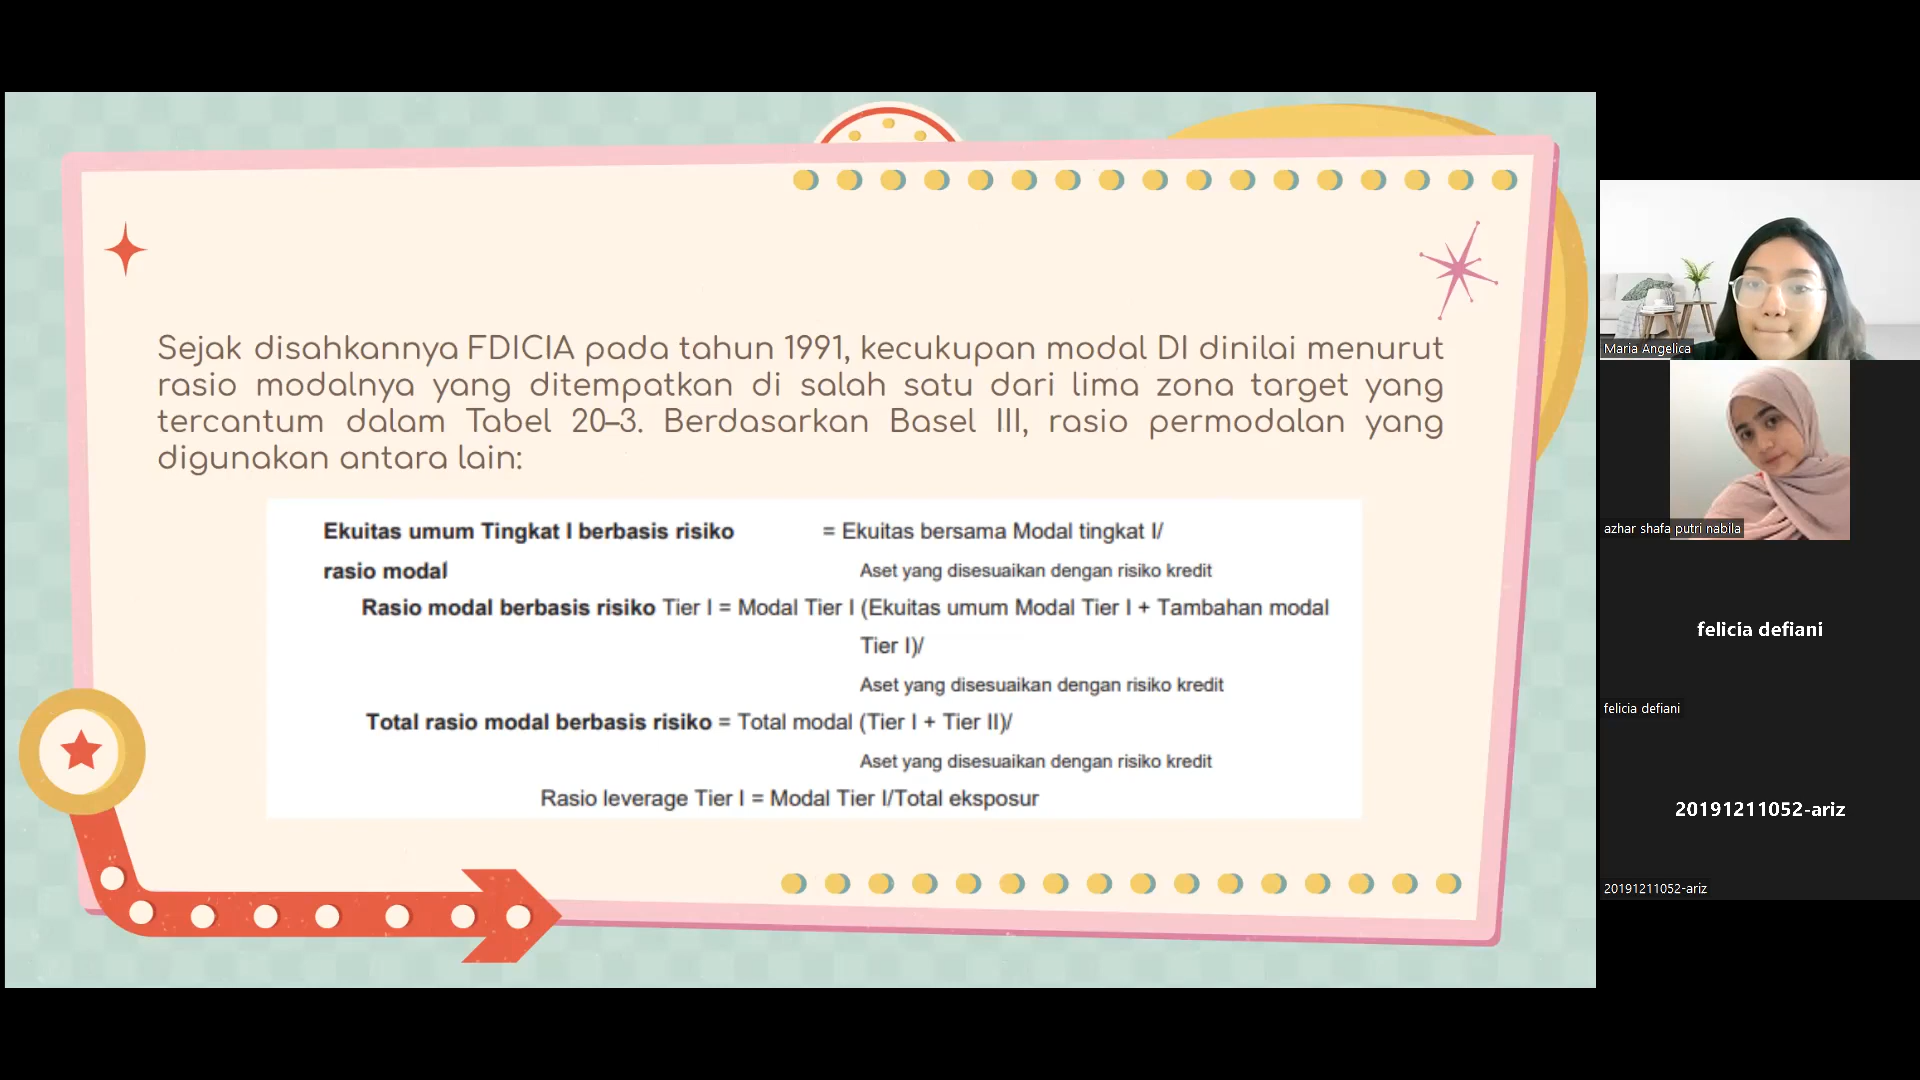 Sejak disahkannya FDICIA pada tahun 1991, kecukupan modal DI dinilai menurut
rasio modalnya yang ditempatkan di salah satu dari lima zona target yang
tercantum dalam Tabel 20–3. Berdasarkan Basel III, rasio permodalan yang
digunakan antara lain:
Ekuitas umum Tingkat I berbasis risiko = Ekuitas bersama Modal tingkat I/
rasio modal Aset yang disesuaikan dengan risiko kredit
Rasio modal berbasis risiko Tier I = Modal Tier I (Ekuitas umum Modal Tier I + Tambahan modal
Tier I)/
Aset yang disesuaikan dengan risiko kredit
Total rasio modal berbasis risiko = Total modal (Tier I + Tier II)/
Aset yang disesuaikan dengan risiko kredit
Rasio leverage Tier I = Modal Tier I/Total eksposur
Maria Angelica
azhar shafa putri nabila
felicia defiani
felicia defiani
20191211052-ariz
20191211052-ariz